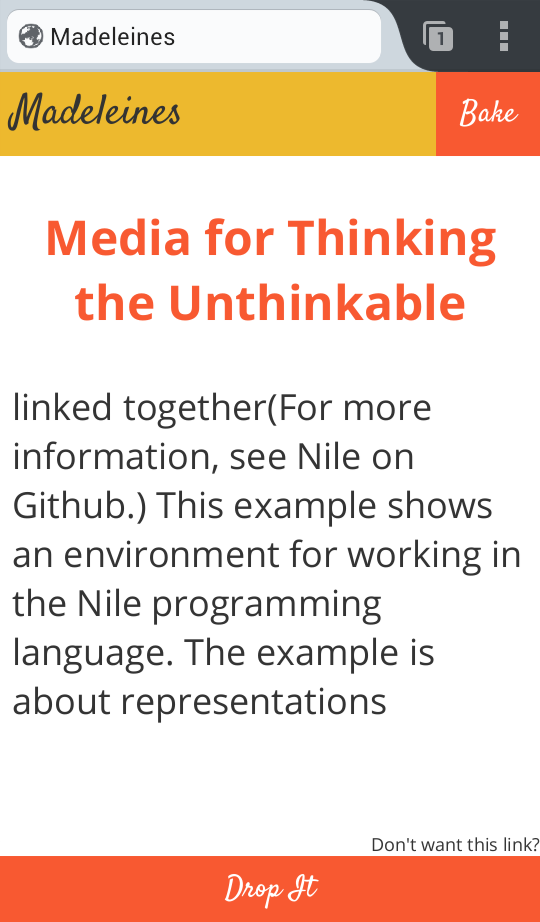 Madeleines
1
Madeleines
Bake
Media for Thinking
the Unthinkable
linked together(For more
information, see Nile on
Github.) This example shows
an environment for working in
the Nile programming
language. The example is
about representations
Don't want this link?
Drop It